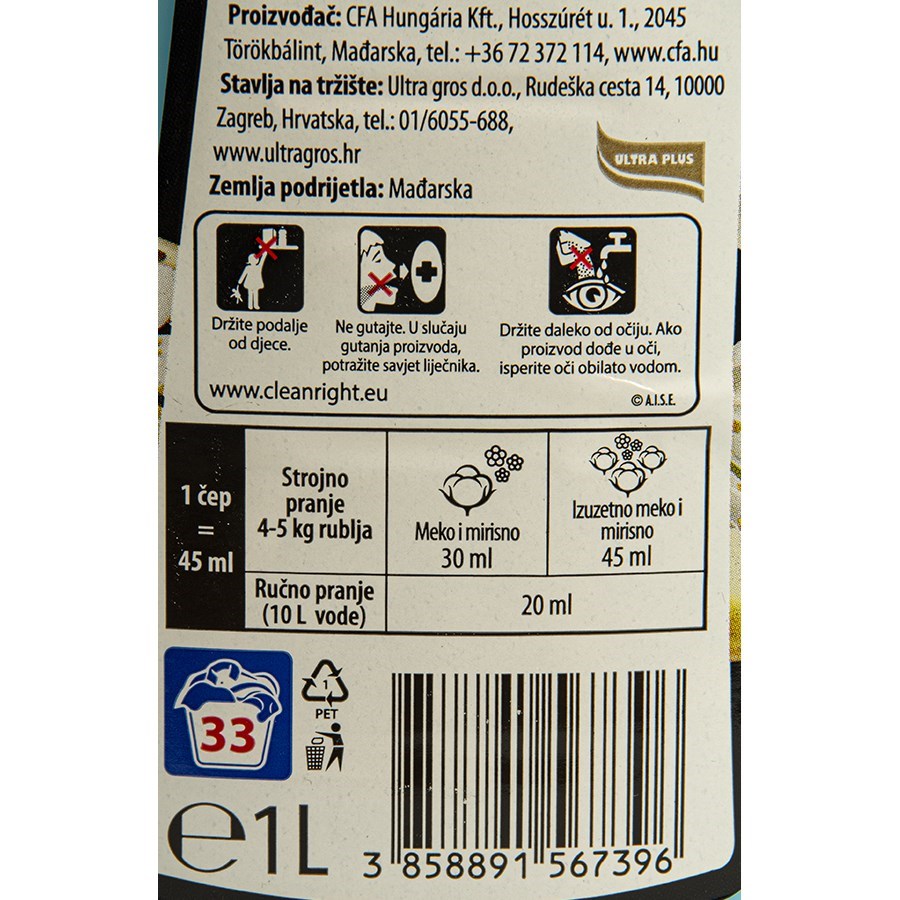 Proizvođač: CFA Hungária Kft., Hosszúrét u. 1., 2045
Törökbálint, Mađarska, tel.: +36 72 372 114, www.cfa.hu
Stavlja na tržište: Ultra gros d.o.o., Rudeška cesta 14, 10000
Zagreb, Hrvatska, tel.: 01/6055-688,
www.ultragros.hr
ULTRA PLUS
Zemlja podrijetla: Mađarska
Držite podalje
od djece.
Ne gutajte. U slučaju
gutanja proizvoda,
potražite savjet liječnika.
Držite daleko od očiju. Ako
proizvod dođe u oči,
isperite oči obilato vodom.
www.cleanright.eu
© A.I.S.E.
1 čep
=
45 ml
Strojno
pranje
4-5 kg rublja
Meko i mirisno
30 ml
Izuzetno meko i
mirisno
45 ml
Ručno pranje
(10 L vode)
20 ml
33
1
PET
e1L
3 858891 567396